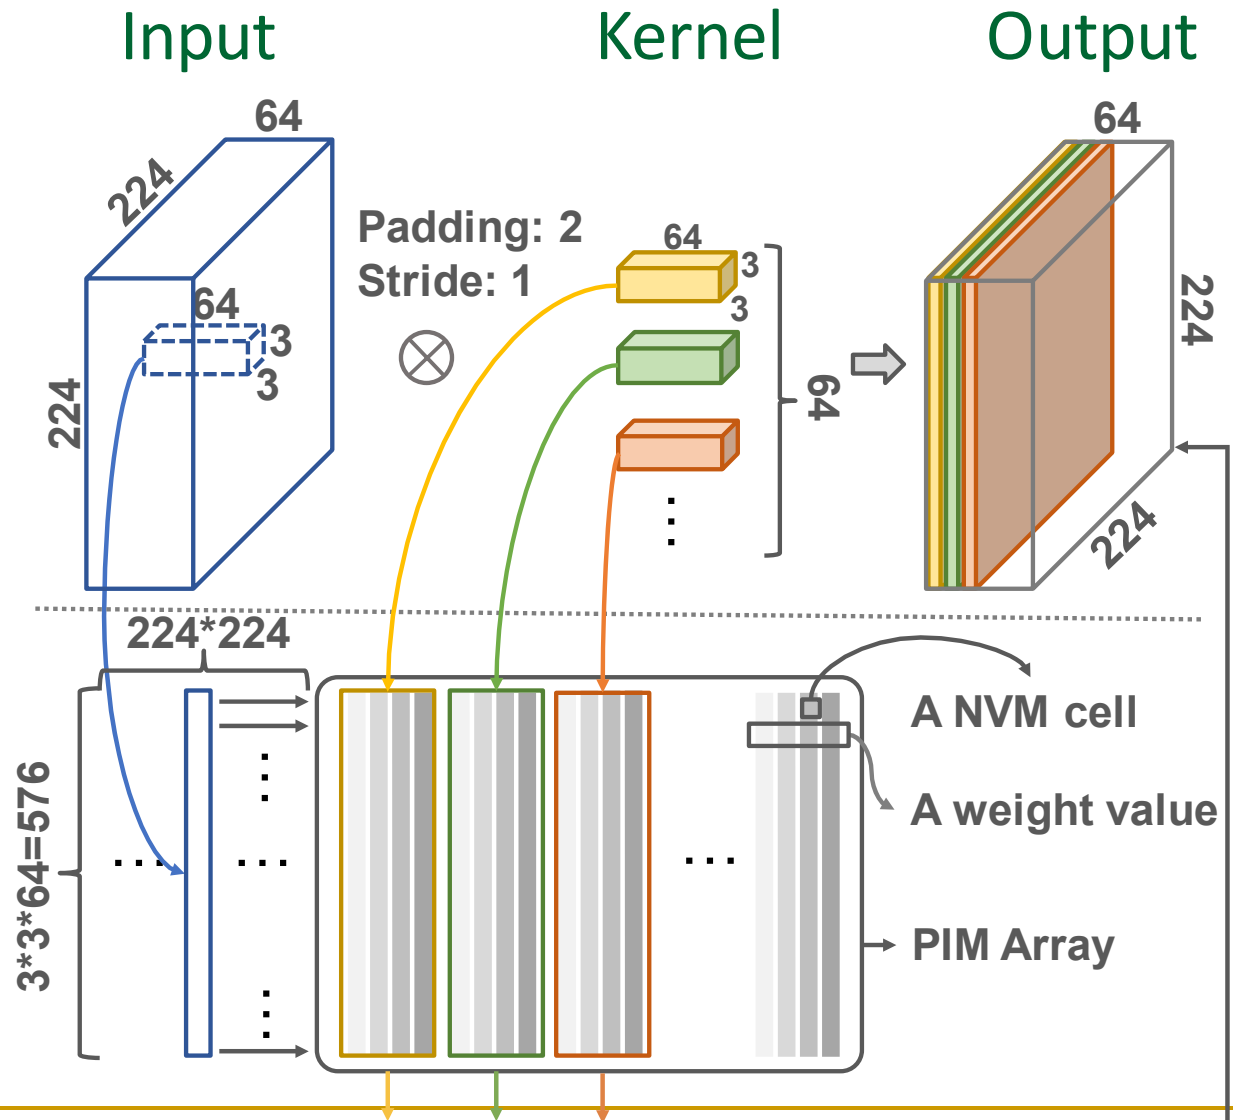 Input
Kernel
Output
64
224
224
64
3
3
Padding: 2
Stride: 1
64
3
3
64
64
224
224
224*224
3*3*64=576
A NVM cell
A weight value
PIM Array